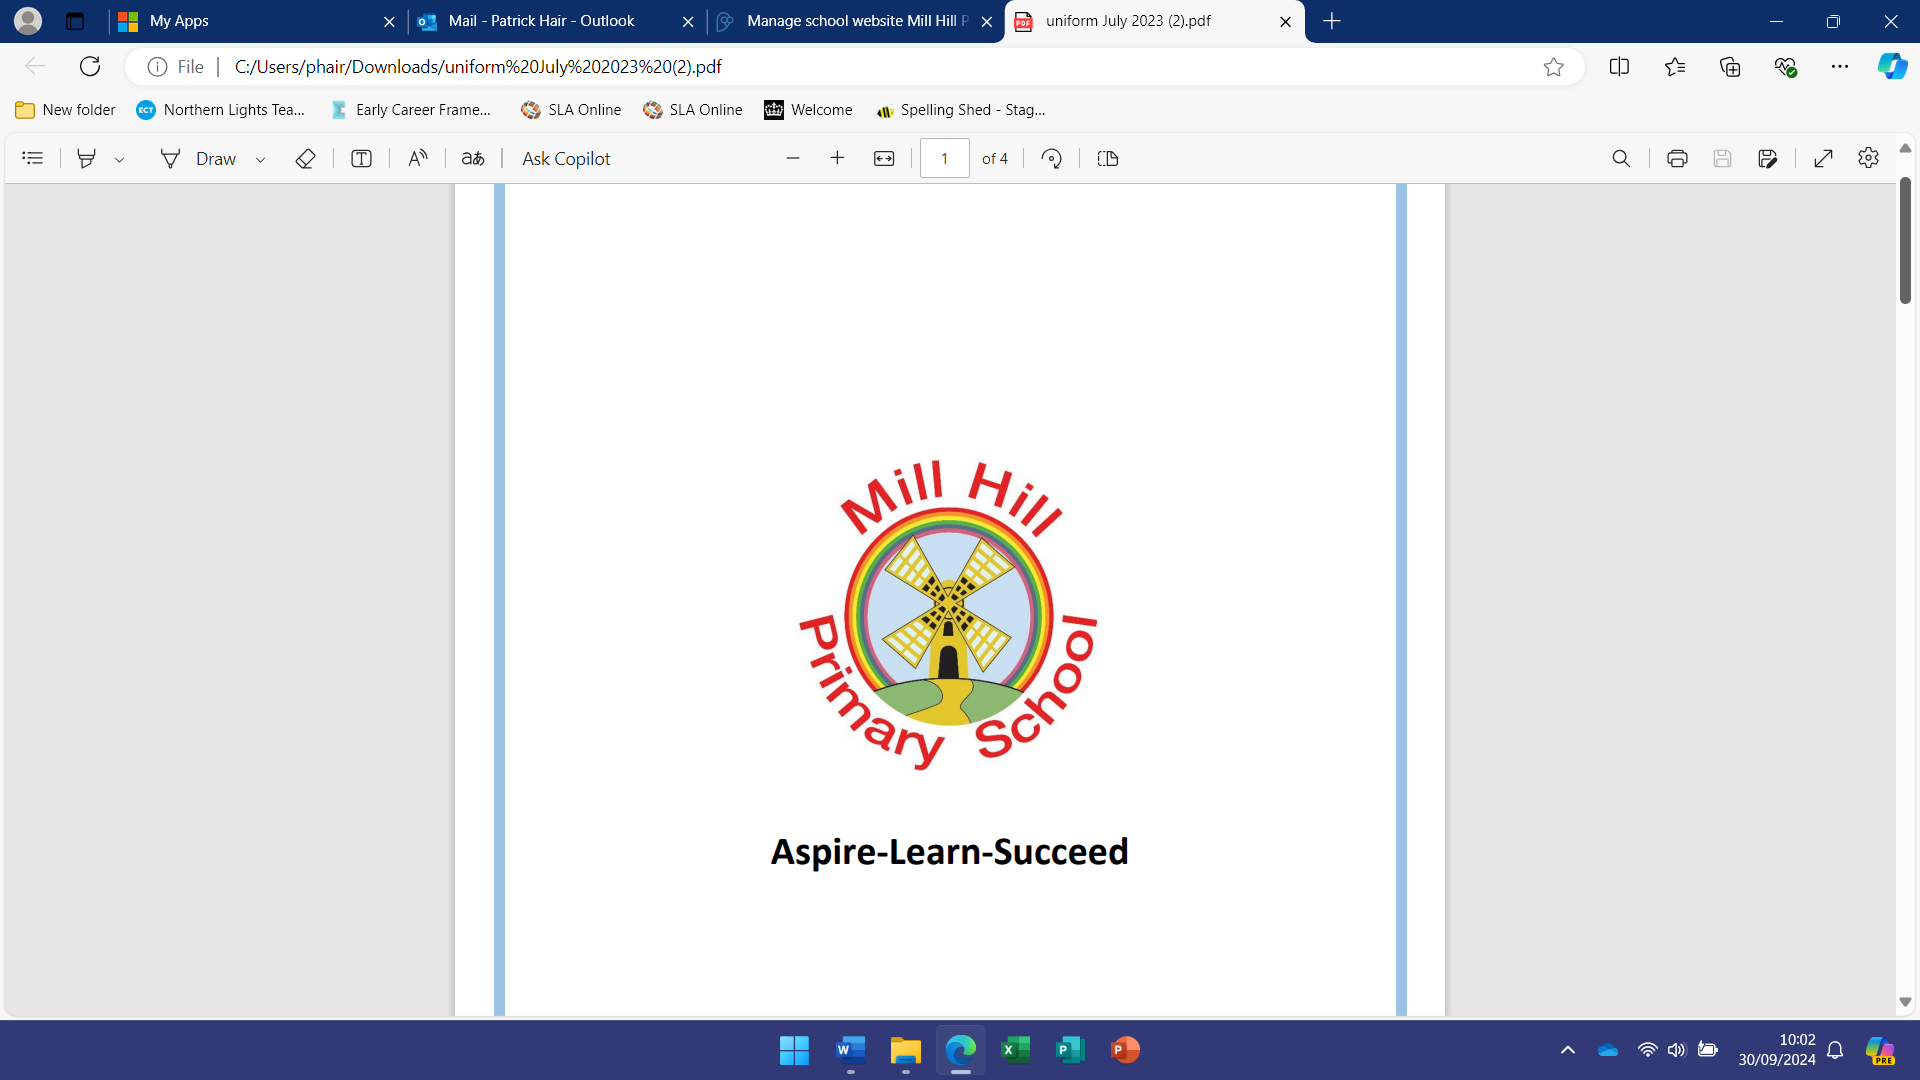 My Apps
Mail - Patrick Hair - Outlook
Manage school website Mill Hill P
uniform July 2023 (2).pdf
File
C:/Users/phair/Downloads/uniform%20July%202023%20(2).pdf
New folder
ECT
Northern Lights Tea...
Early Career Frame...
SLA Online
SLA Online
Welcome
Spelling Shed - Stag...
Draw
Ask Copilot
1
of 4
Mill Hill
Primary School
Aspire-Learn-Succeed
10:02
30/09/2024
PRE